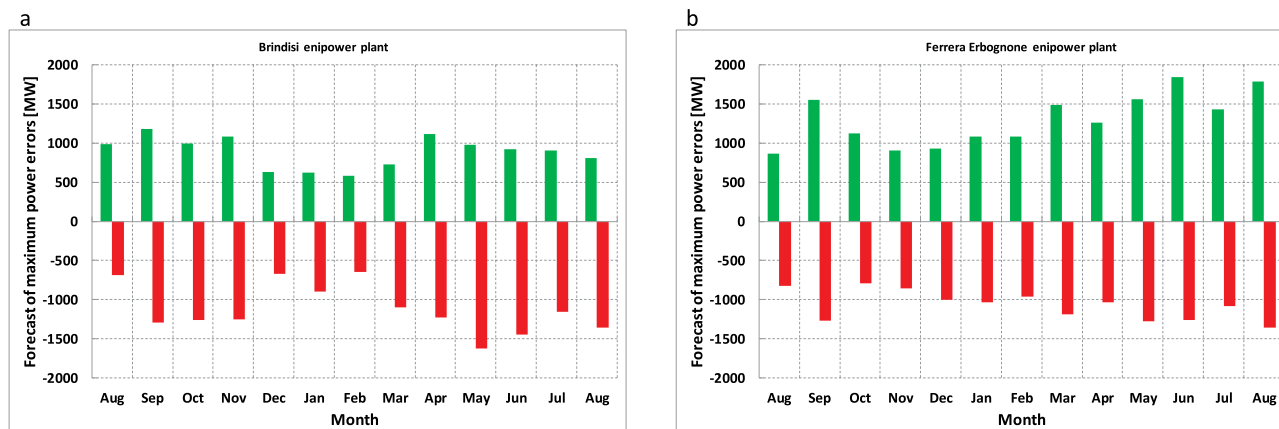 a
Brindisi enipower plant
Forecast of maximum power errors [MW]
2000
1500
1000
500
0
-500
-1000
-1500
-2000
Aug Sep Oct Nov Dec Jan Feb Mar Apr May Jun Jul Aug
Month
b
Ferrera Erbognone enipower plant
Forecast of maximum power errors [MW]
2000
1500
1000
500
0
-500
-1000
-1500
-2000
Aug Sep Oct Nov Dec Jan Feb Mar Apr May Jun Jul Aug
Month